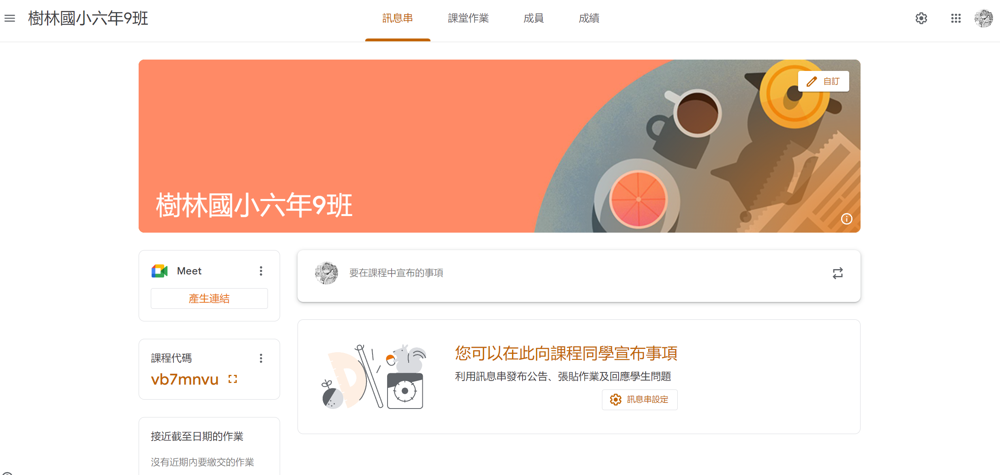 樹林國小六年9班
訊息串
課堂作業
成員
成績
自訂
樹林國小六年9班
Meet
產生連結
要在課程中宣布的事項
課程代碼
vb7mnvu
您可以在此向課程同學宣布事項
利用訊息串發布公告、張貼作業及回應學生問題
訊息串設定
接近截至日期的作業
沒有近期內要繳交的作業